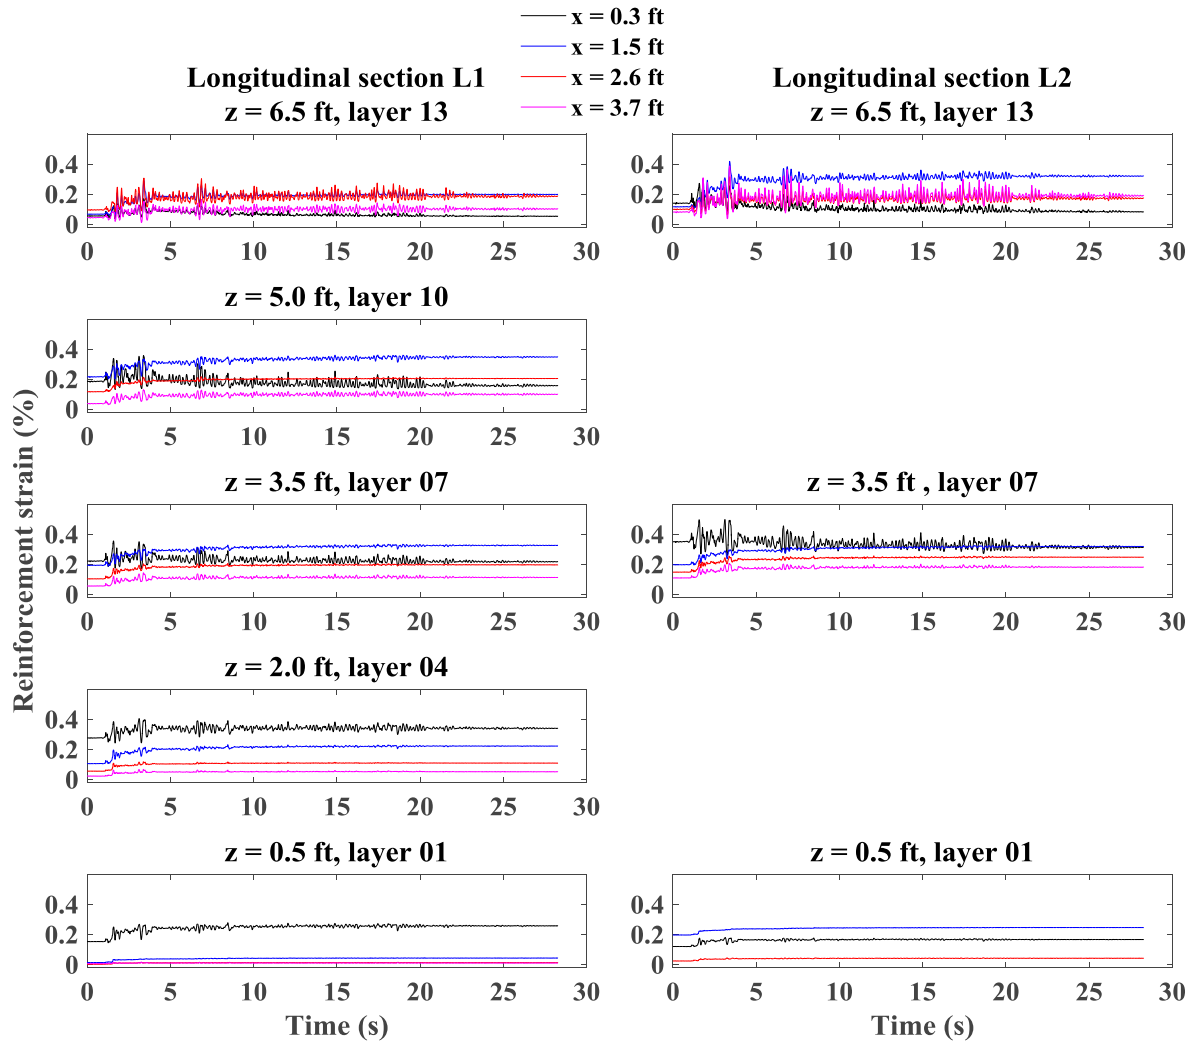 x = 0.3 ft
x = 1.5 ft
x = 2.6 ft
x = 3.7 ft
Longitudinal section L1
z = 6.5 ft, layer 13
Longitudinal section L2
z = 6.5 ft, layer 13
0.4
0.2
0
0 5 10 15 20 25 30
0.4
0.2
0
0 5 10 15 20 25 30
z = 5.0 ft, layer 10
0.4
0.2
0
0 5 10 15 20 25 30
Reinforcement strain (%)
z = 3.5 ft, layer 07
0.4
0.2
0
0 5 10 15 20 25 30
z = 3.5 ft , layer 07
0.4
0.2
0
0 5 10 15 20 25 30
z = 2.0 ft, layer 04
0.4
0.2
0
0 5 10 15 20 25 30
z = 0.5 ft, layer 01
0.4
0.2
0
0 5 10 15 20 25 30
Time (s)
z = 0.5 ft, layer 01
0.4
0.2
0
0 5 10 15 20 25 30
Time (s)